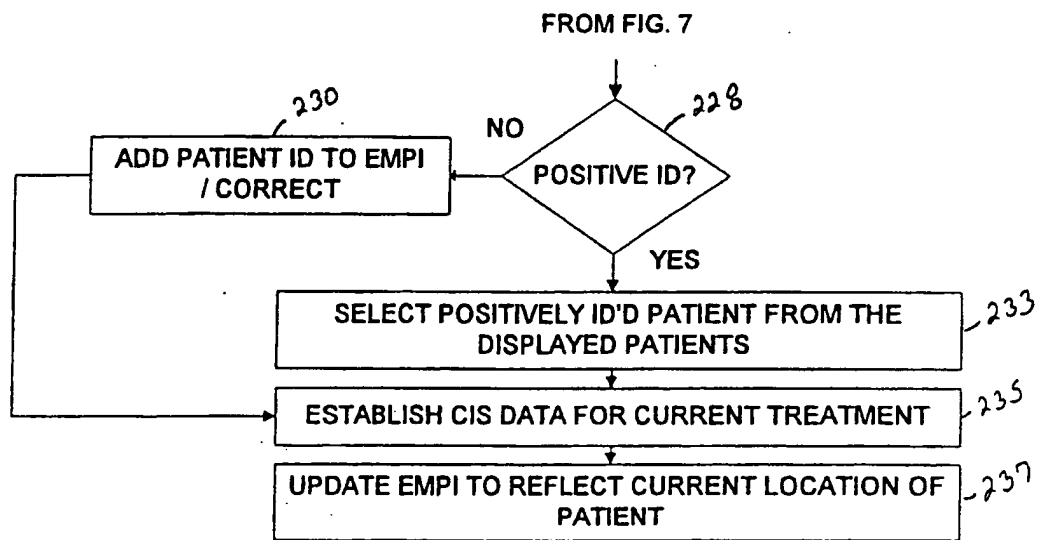 FROM FIG. 7
228
230
NO
ADD PATIENT ID TO EMPI
/ CORRECT
POSITIVE ID?
YES
SELECT POSITIVELY ID'D PATIENT FROM THE
DISPLAYED PATIENTS
233
ESTABLISH CIS DATA FOR CURRENT TREATMENT
235
UPDATE EMPI TO REFLECT CURRENT LOCATION OF
PATIENT
237